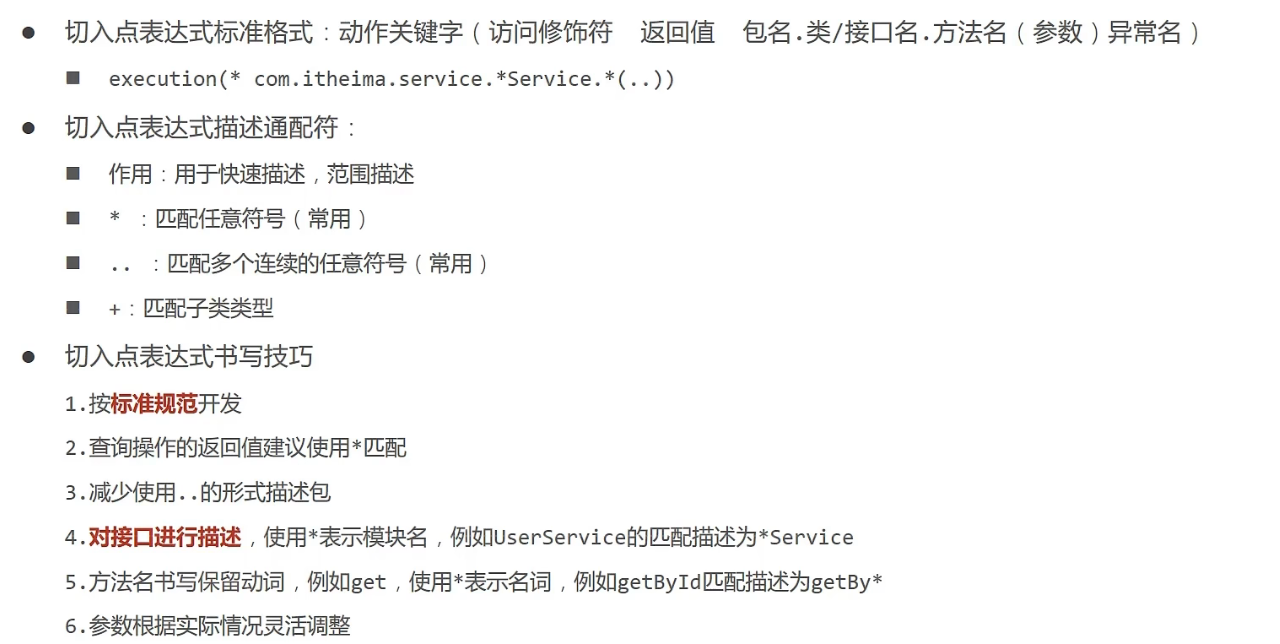 ● 切入点表达式标准格式：动作关键字（访问修饰符 返回值 包名.类/接口名.方法名（参数）异常名）
■ execution(* com.itheima.service.*Service.*(..))
● 切入点表达式描述通配符：
■ 作用：用于快速描述，范围描述
■ * ：匹配任意符号（常用）
■ .. ：匹配多个连续的任意符号（常用）
■ +：匹配子类类型
● 切入点表达式书写技巧
1.按标准规范开发
2.查询操作的返回值建议使用*匹配
3.减少使用..的形式描述包
4.对接口进行描述，使用*表示模块名，例如UserService的匹配描述为*Service
5.方法名书写保留动词，例如get，使用*表示名词，例如getById匹配描述为getBy*
6.参数根据实际情况灵活调整